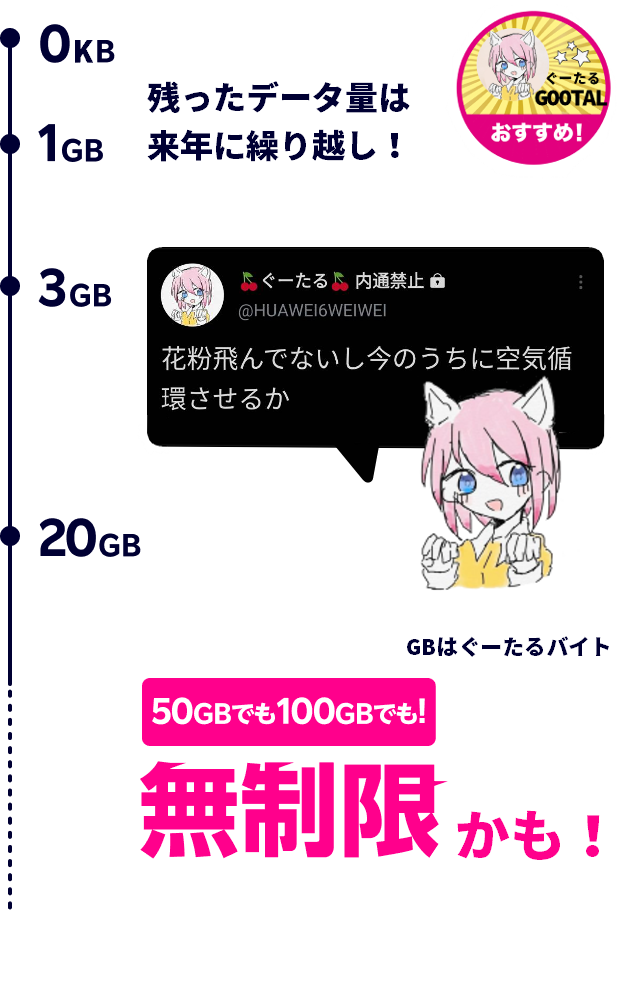 0KB
ぐーたる
GOOTAL
おすすめ!
残ったデータ量は
来年に繰り越し！
1GB
3GB
🍒ぐーたる🍒 内通禁止🔒
@HUAWEI6WEIWEI
花粉飛んでないし今のうちに空気循
環させるか
20GB
GBはぐーたるバイト
50GBでも100GBでも!
無制限かも！